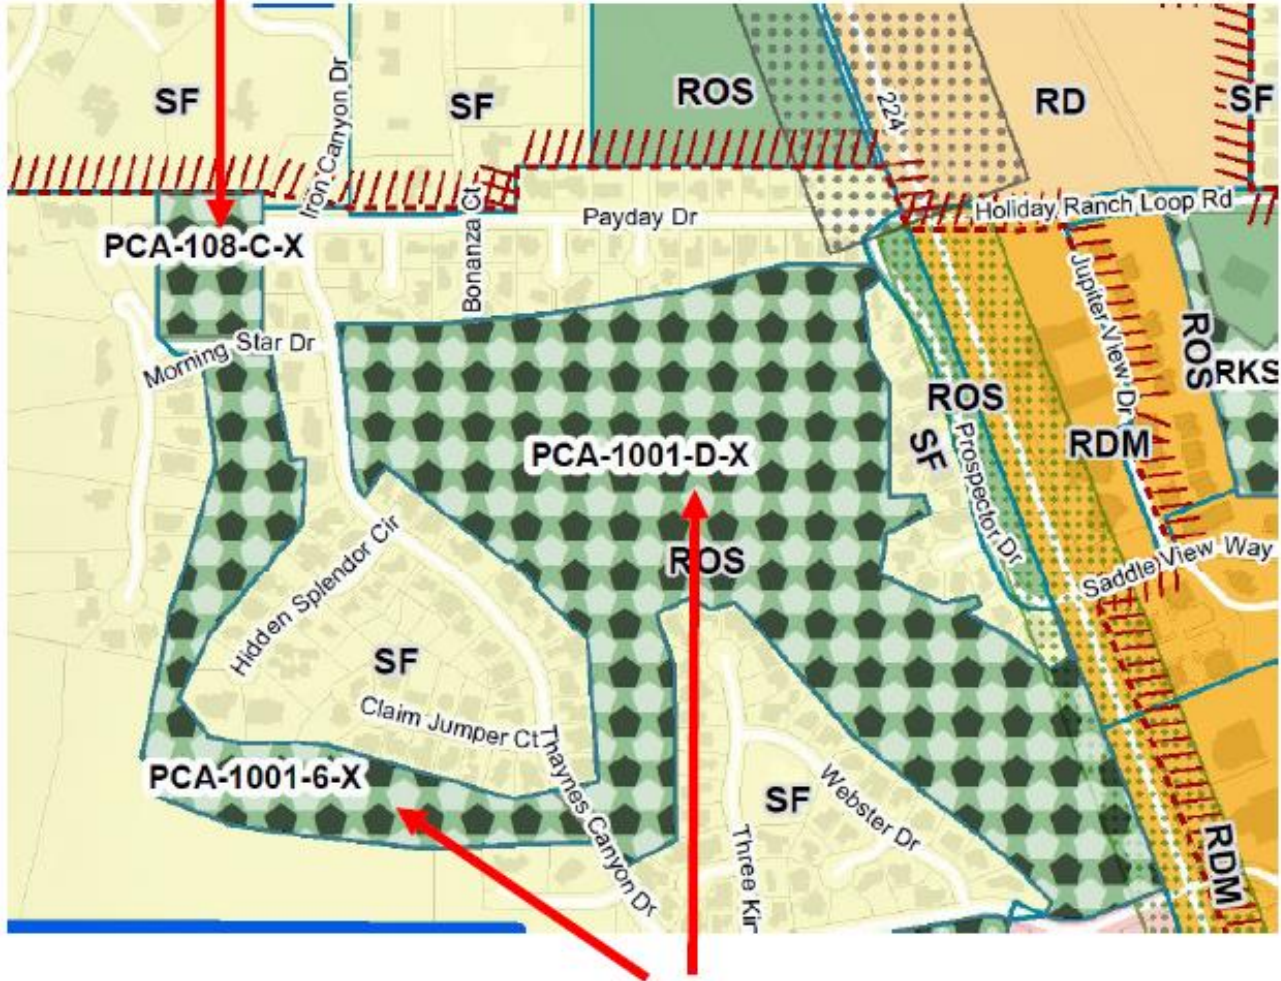 SF
SF
ROS
224
RD
SF
Iron Canyon Dr
Bonanza Ct
Payday Dr
Holiday Ranch Loop Rd
PCA-108-C-X
Morning Star Dr
Jupiter View Dr
ROS
RKS
ROS
SF
Prospector Dr
RDM
PCA-1001-D-X
ROS
Saddle View Way
Hidden Splendor Cir
SF
Claim Jumper Ct
Thaynes Canyon Dr
PCA-1001-6-X
SF
Webster Dr
Three Kin
RDM